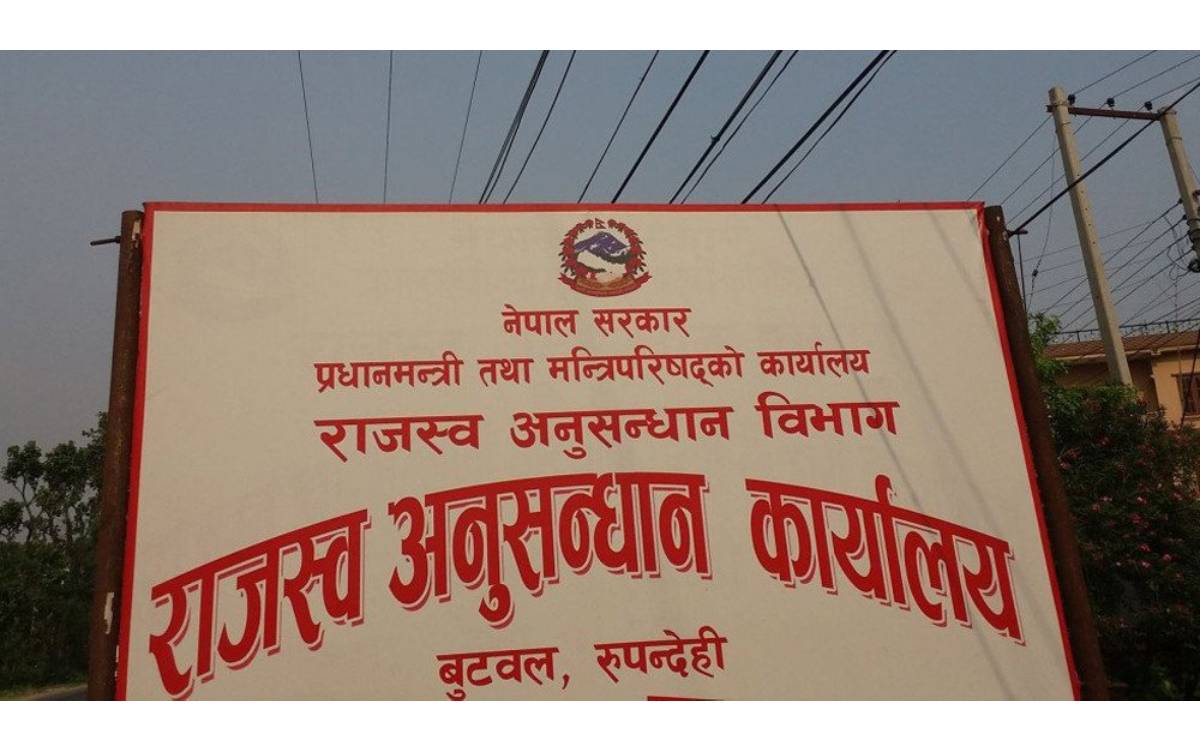 नेपाल सरकार
प्रधानमन्त्री तथा मन्त्रिपरिषद्को कार्यालय
राजस्व अनुसन्धान विभाग
राजस्व अनुसन्धान कार्यालय
बुटवल, रुपन्देही